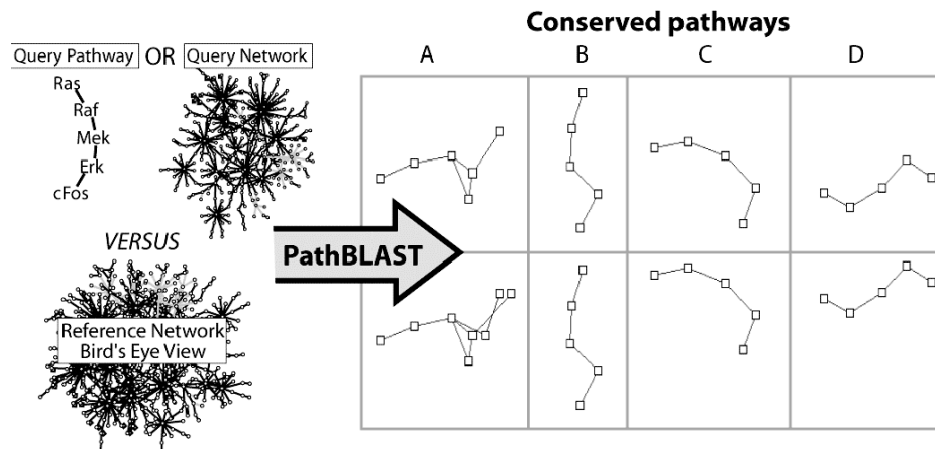 Conserved pathways
Query Pathway OR Query Network
A B C D
Ras
Raf
Mek
Erk
cFos
VERSUS
PathBLAST
Reference Network
Bird's Eye View